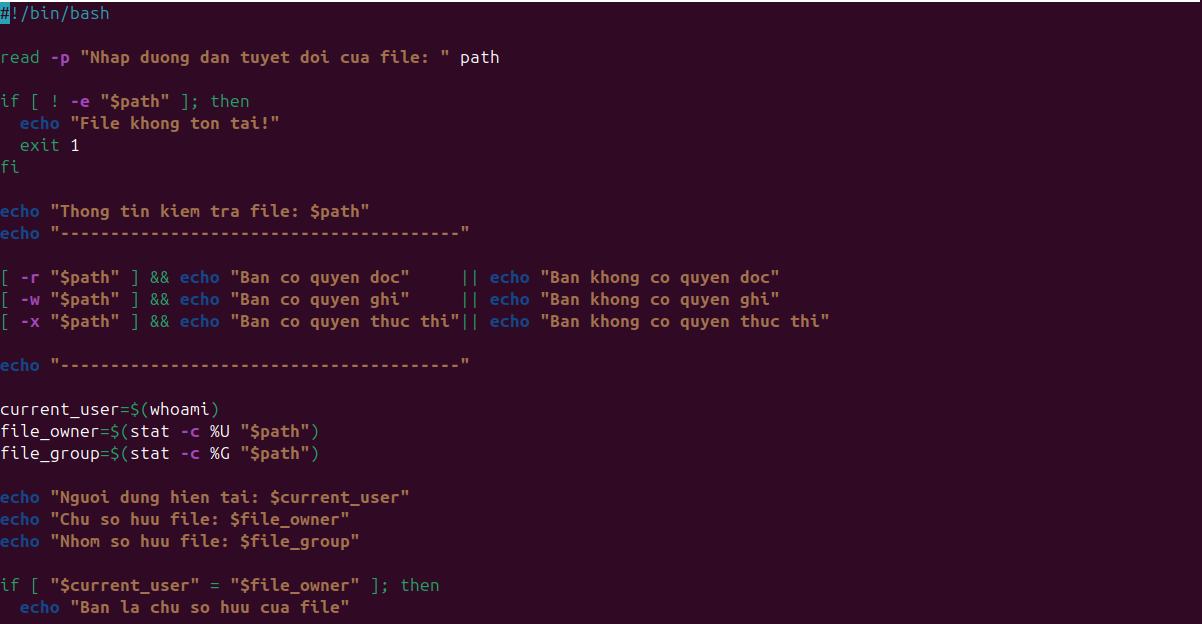 #!/bin/bash

read -p "Nhap duong dan tuyet doi cua file: " path

if [ ! -e "$path" ]; then
  echo "File khong ton tai!"
  exit 1
fi

echo "Thong tin kiem tra file: $path"
echo "----------------------------------------"

[ -r "$path" ] && echo "Ban co quyen doc"     || echo "Ban khong co quyen doc"
[ -w "$path" ] && echo "Ban co quyen ghi"     || echo "Ban khong co quyen ghi"
[ -x "$path" ] && echo "Ban co quyen thuc thi"|| echo "Ban khong co quyen thuc thi"

echo "----------------------------------------"

current_user=$(whoami)
file_owner=$(stat -c %U "$path")
file_group=$(stat -c %G "$path")

echo "Nguoi dung hien tai: $current_user"
echo "Chu so huu file: $file_owner"
echo "Nhom so huu file: $file_group"

if [ "$current_user" = "$file_owner" ]; then
  echo "Ban la chu so huu cua file"